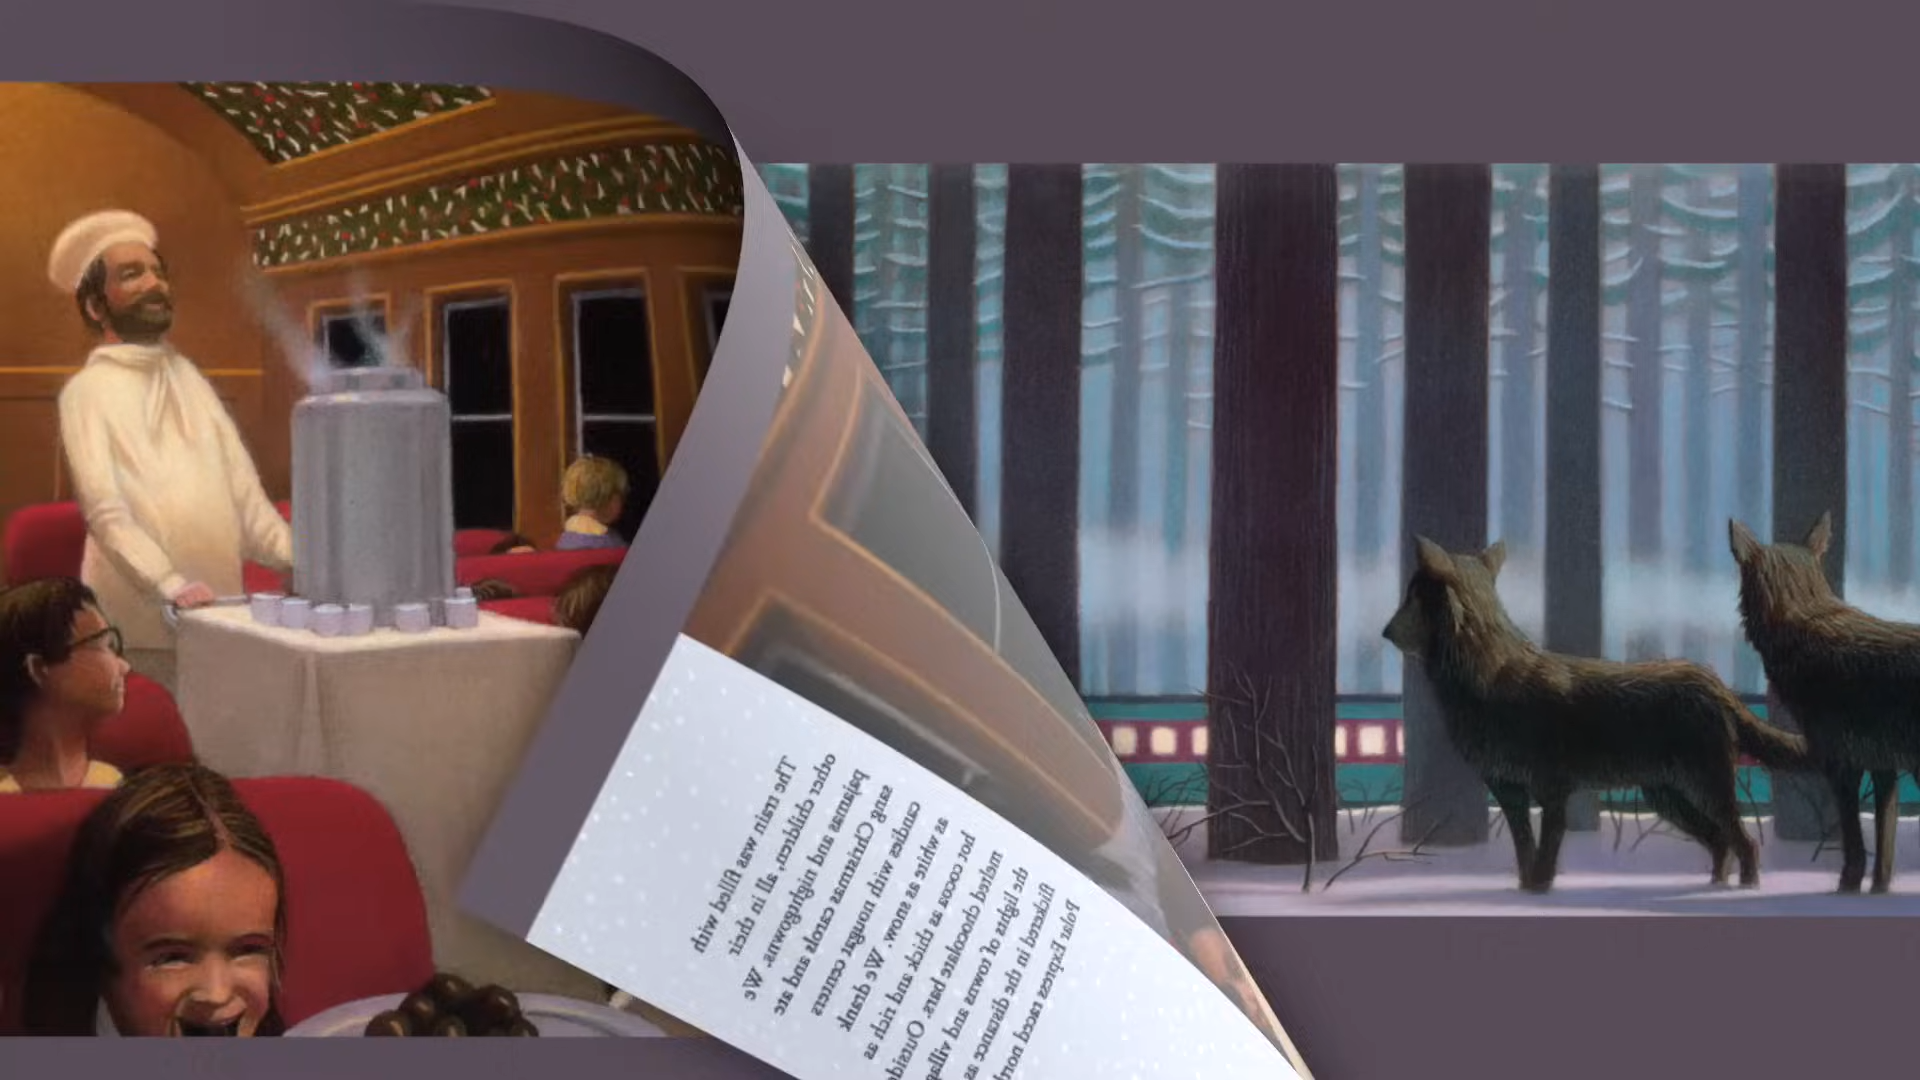 The train was filled with
other children, all in their
pajamas and nightgowns. We
sang Christmas carols and ate
candies with nougat centers
as white as snow. We drank
hot cocoa as thick and rich as
melted chocolate bars. Outside
the lights of towns and
flickered in the distance as
Polar Express raced